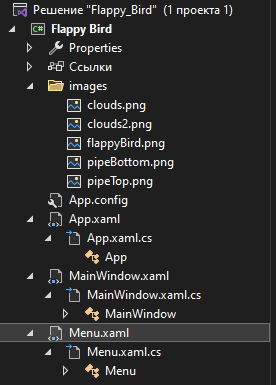 Решение "Flappy_Bird" (1 проекта 1)
C# Flappy Bird
Properties
Ссылки
images
clouds.png
clouds2.png
flappyBird.png
pipeBottom.png
pipeTop.png
App.config
App.xaml
App.xaml.cs
App
MainWindow.xaml
MainWindow.xaml.cs
MainWindow
Menu.xaml
Menu.xaml.cs
Menu